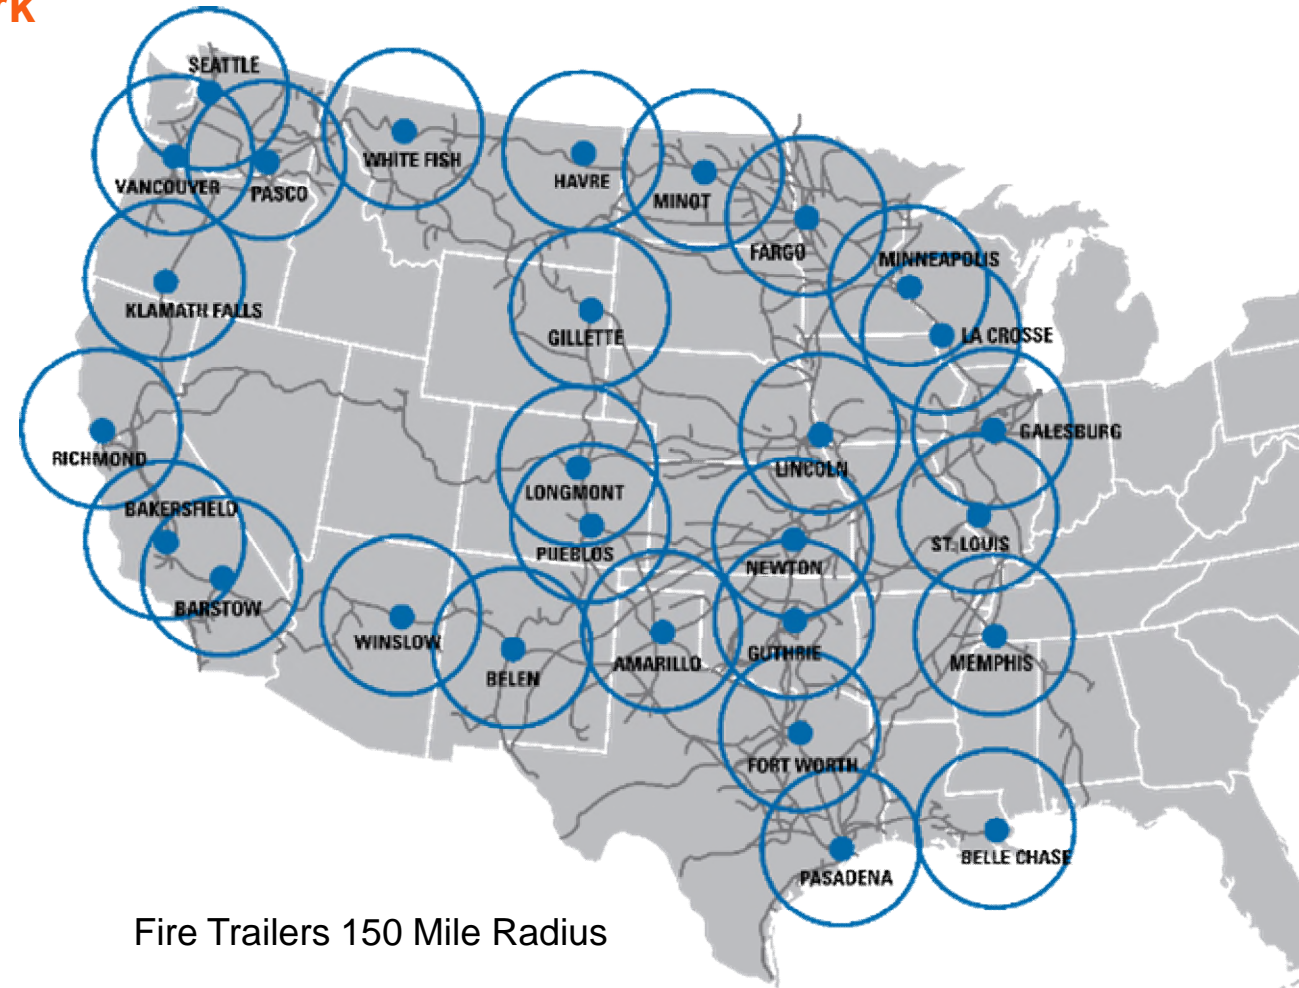 rk
SEATTLE
WHITE FISH
VANCOUVER
PASCO
HAVRE
MINOT
FARGO
MINNEAPOLIS
KLAMATH FALLS
GILLETTE
LA CROSSE
GALESBURG
RICHMOND
LINCOLN
LONGMONT
BAKERSFIELD
PUEBLOS
ST. LOUIS
NEWTON
BARSTOW
WINSLOW
BELEN
AMARILLO
GUTHRIE
MEMPHIS
FORT WORTH
BELLE CHASE
PASADENA
Fire Trailers 150 Mile Radius